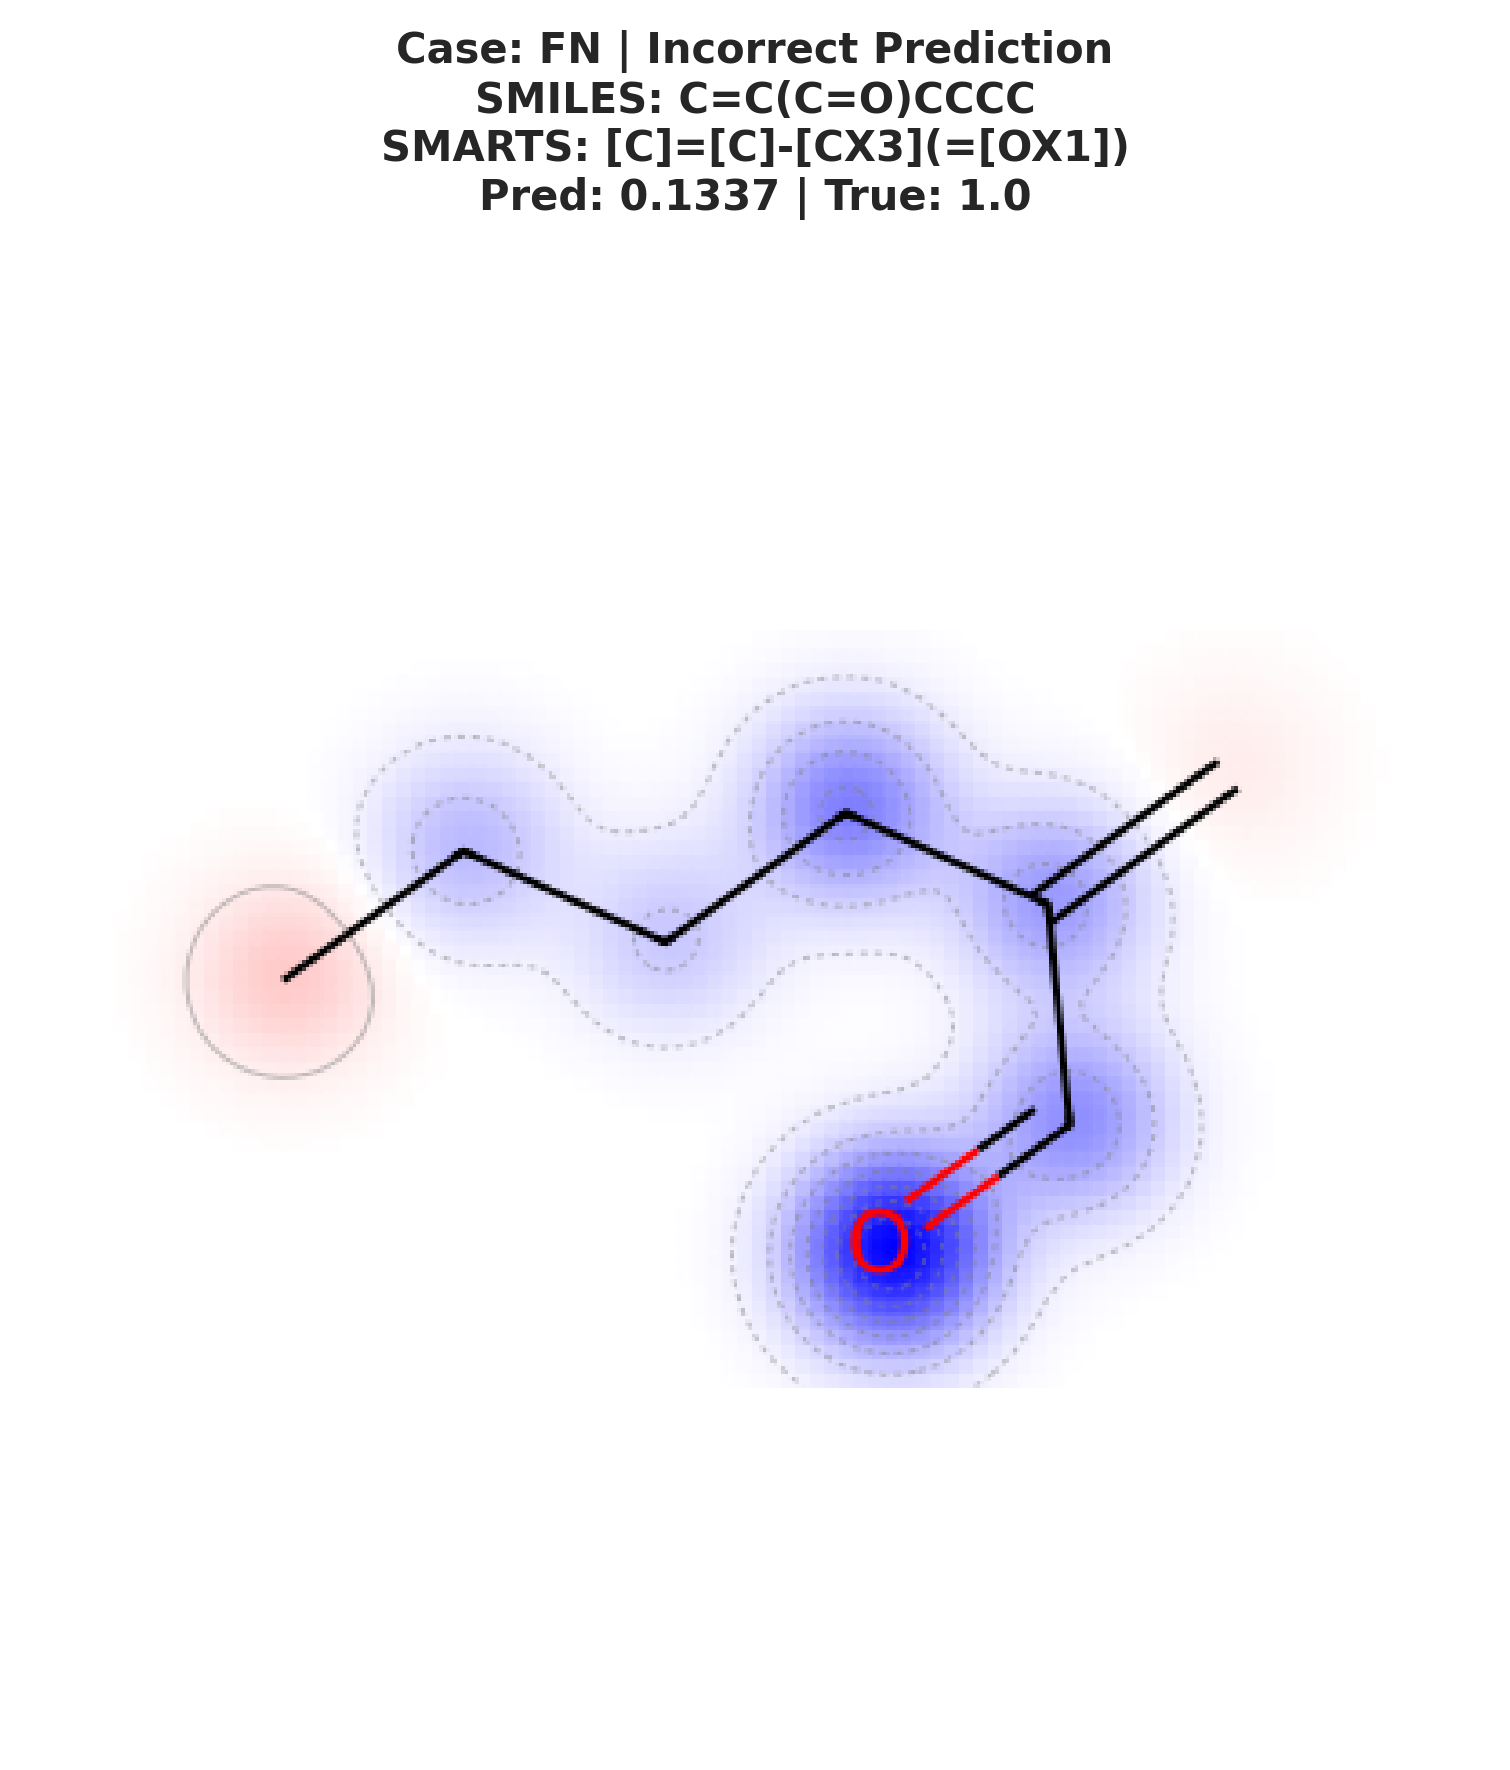 Case: FN | Incorrect Prediction
SMILES: C=C(C=O)CCCC
SMARTS: [C]=[C]-[CX3](=[OX1])
Pred: 0.1337 | True: 1.0
O